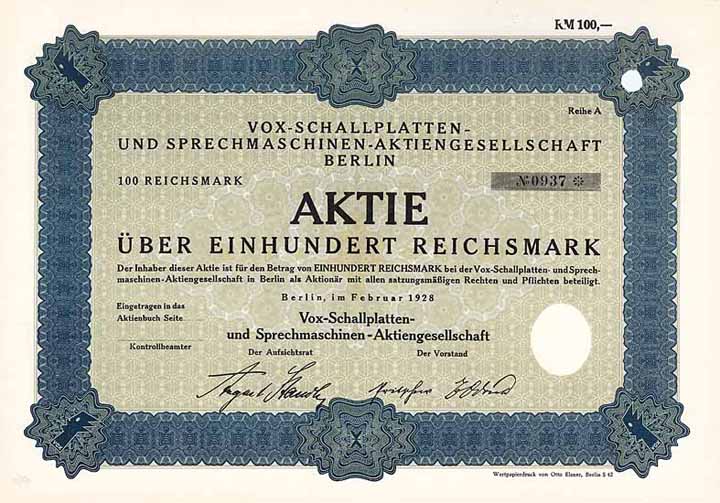 RM 100,—
Reihe A
VOX-SCHALLPLATTEN-
UND SPRECHMASCHINEN-AKTIENGESELLSCHAFT
BERLIN
100 REICHSMARK
№0937 ※
AKTIE
ÜBER EINHUNDERT REICHSMARK
Der Inhaber dieser Aktie ist für den Betrag von EINHUNDERT REICHSMARK bei der Vox-Schallplatten- und Sprech-
maschinen-Aktiengesellschaft in Berlin als Aktionär mit allen satzungsmäßigen Rechten und Pflichten beteiligt.
Berlin, im Februar 1928
Eingetragen in das
Aktienbuch Seite
Vox-Schallplatten-
und Sprechmaschinen-Aktiengesellschaft
Kontrollbeamter
Der Aufsichtsrat
Der Vorstand
Wertpapierdruck von Otto Elsner, Berlin S 42